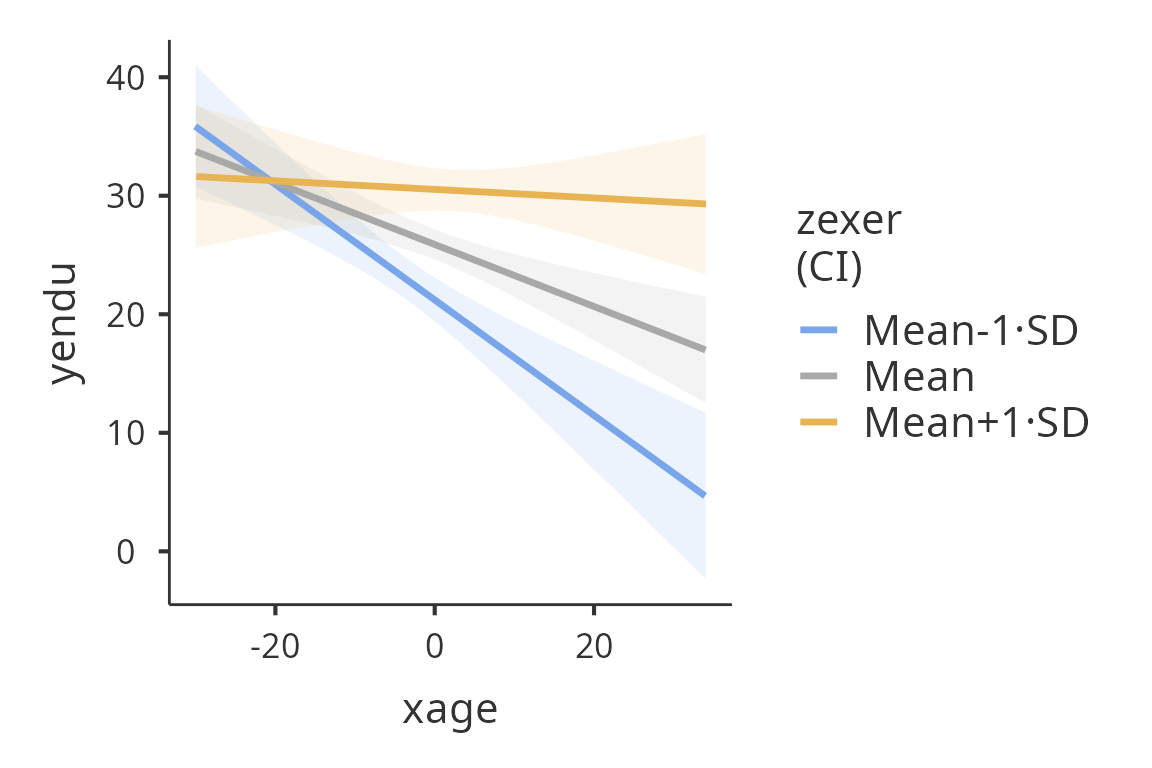 40
30
20
10
0
yendu
-20 0 20
xage
zexer
(CI)
Mean-1·SD
Mean
Mean+1·SD